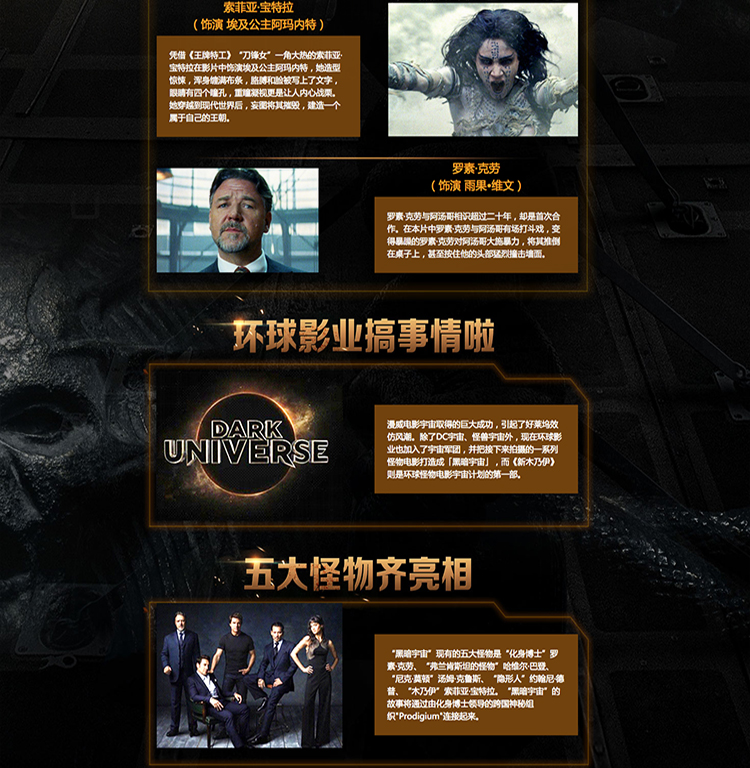 索菲亚·宝特拉
（饰演 埃及公主阿玛内特）
凭借《王牌特工》“刀锋女”一角大热的索菲亚·
宝特拉在影片中饰演埃及公主阿玛内特，她造型
惊悚，浑身缠满布条，胳膊和脸被写上了文字，
眼睛有四个瞳孔，重瞳凝视更是让人内心战栗。
她穿越到现代世界后，妄图将其摧毁，建造一个
属于自己的王朝。
罗素·克劳
（饰演 雨果•维文）
罗素·克劳与阿汤哥相识超过二十年，却是首次合
作。在本片中罗素·克劳与阿汤哥有场打斗戏，变
得暴躁的罗素·克劳对阿汤哥大施暴力，将其推倒
在桌子上，甚至按住他的头部猛烈撞击墙面。
环球影业搞事情啦
DARK
UNIVERSE
漫威电影宇宙取得的巨大成功，引起了好莱坞效
仿风潮。除了DC宇宙、怪兽宇宙外，现在环球影
业也加入了宇宙军团，并把接下来拍摄的一系列
怪物电影打造成「黑暗宇宙」，而《新木乃伊》
则是环球怪物电影宇宙计划的第一部。
五大怪物齐亮相
“黑暗宇宙”现有的五大怪物是“化身博士”罗
素·克劳、“弗兰肯斯坦的怪物”哈维尔·巴登、
“尼克·莫顿”汤姆·克鲁斯、“隐形人”约翰尼·德
普、“木乃伊”索菲亚·宝特拉。“黑暗宇宙”的
故事将通过由化身博士领导的跨国神秘组
织"Prodigium"连接起来。